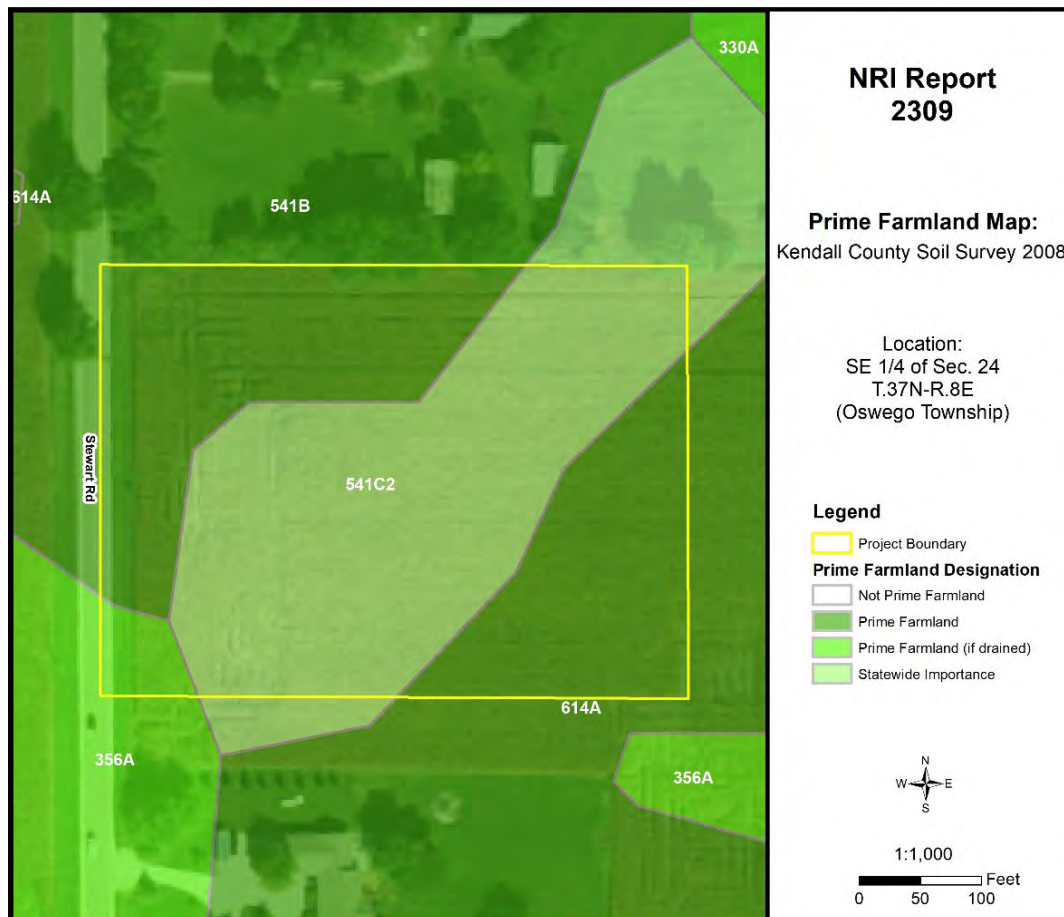 330A
614A
541B
Stewart Rd
541C2
614A
356A
356A
NRI Report
2309
Prime Farmland Map:
Kendall County Soil Survey 2008
Location:
SE 1/4 of Sec. 24
T.37N-R.8E
(Oswego Township)
Legend
Project Boundary
Prime Farmland Designation
Not Prime Farmland
Prime Farmland
Prime Farmland (if drained)
Statewide Importance
N
W E
S
1:1,000
Feet
0 50 100